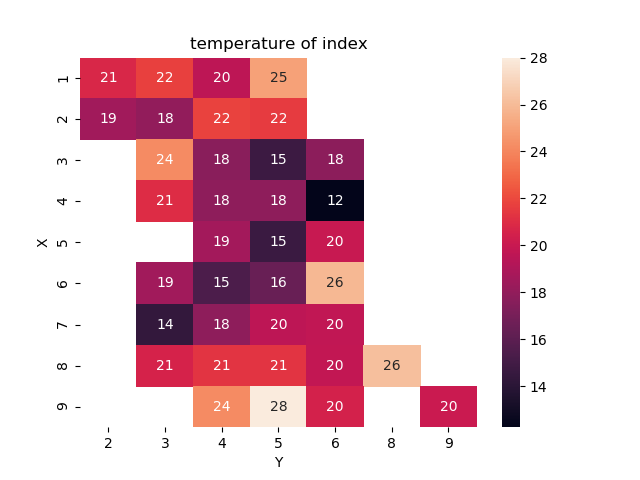 temperature of index
1 21 22 20 25
2 19 18 22 22
3 24 18 15 18
4 21 18 18 12
5 19 15 20
6 19 15 16 26
7 14 18 20 20
8 21 21 21 20 26
9 24 28 20 20
X
2 3 4 5 6 8 9
Y
28
26
24
22
20
18
16
14